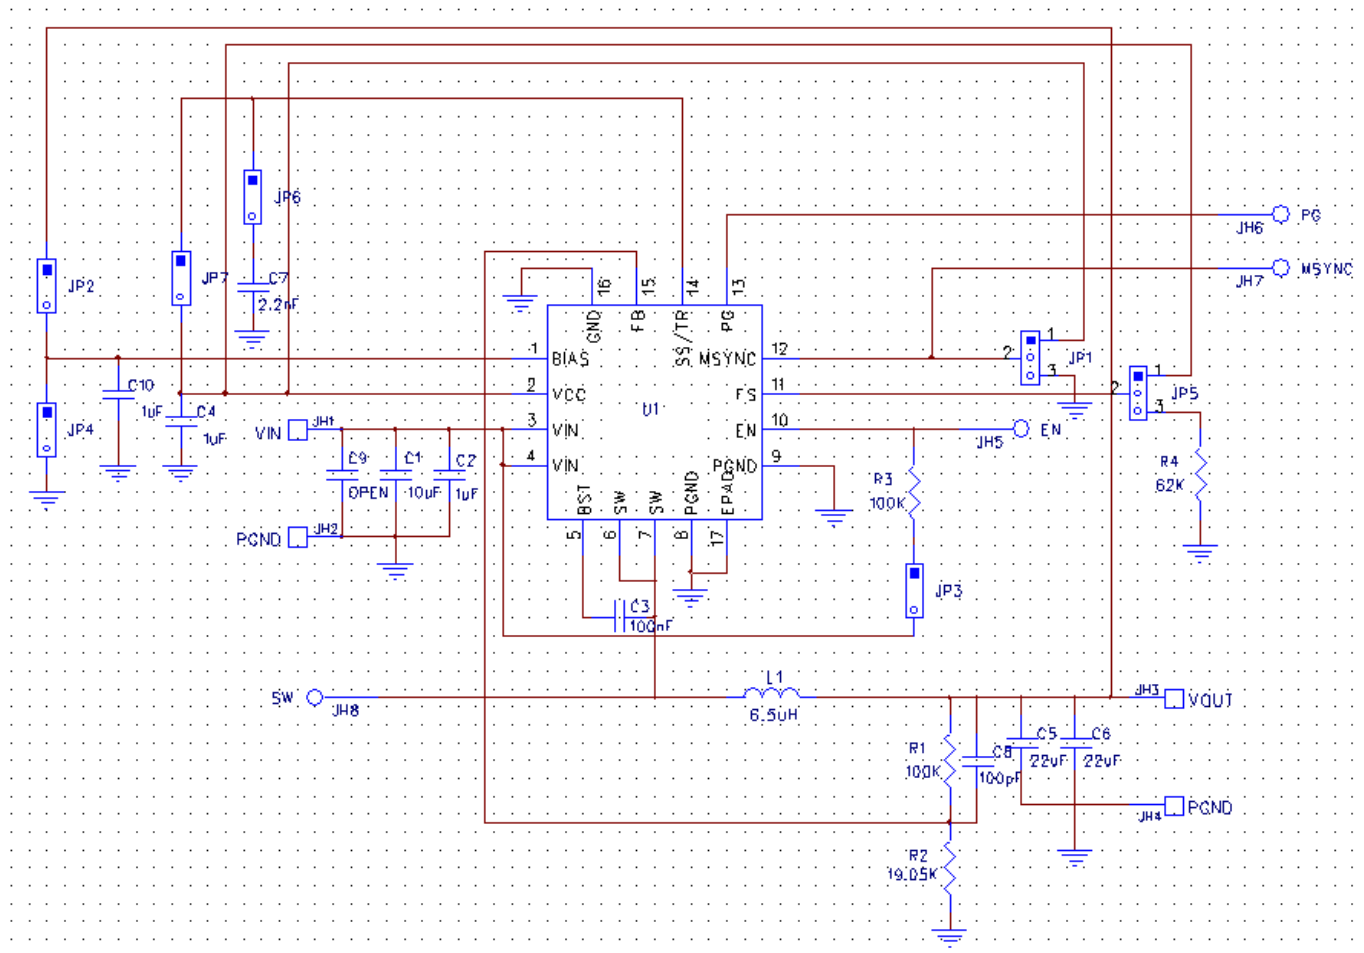 JP6
PG
JH6
JP2
JP7
C7
2.2nF
MSYNC
JH7
16
15
14
13
GND
FB
SS/TR
PG
1
BIAS
MSYNC
12
2
1
JP1
3
C10
1uF
2
VCC
FS
11
2
1
JP5
3
C4
1uF
JP4
U1
VIN
JH1
3
VIN
EN
10
JH5
EN
C9
OPEN
C1
10uF
C2
1uF
4
VIN
PGND
9
R3
100K
R4
62K
BST
SW
SW
PGND
EPAD
5
6
7
8
17
PGND
JH2
JP3
C3
100nF
SW
JH8
L1
6.5uH
JH3
VOUT
R1
100K
C8
100pF
C5
22uF
C6
22uF
JH4
PGND
R2
19.05K